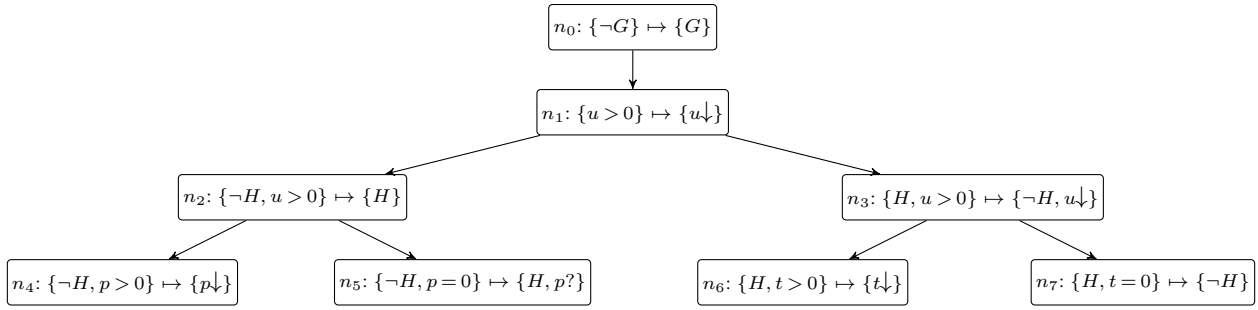 n₀: {¬G} ↦ {G}
n₁: {u > 0} ↦ {u↓}
n₂: {¬H, u > 0} ↦ {H}
n₃: {H, u > 0} ↦ {¬H, u↓}
n₄: {¬H, p > 0} ↦ {p↓}
n₅: {¬H, p = 0} ↦ {H, p?}
n₆: {H, t > 0} ↦ {t↓}
n₇: {H, t = 0} ↦ {¬H}